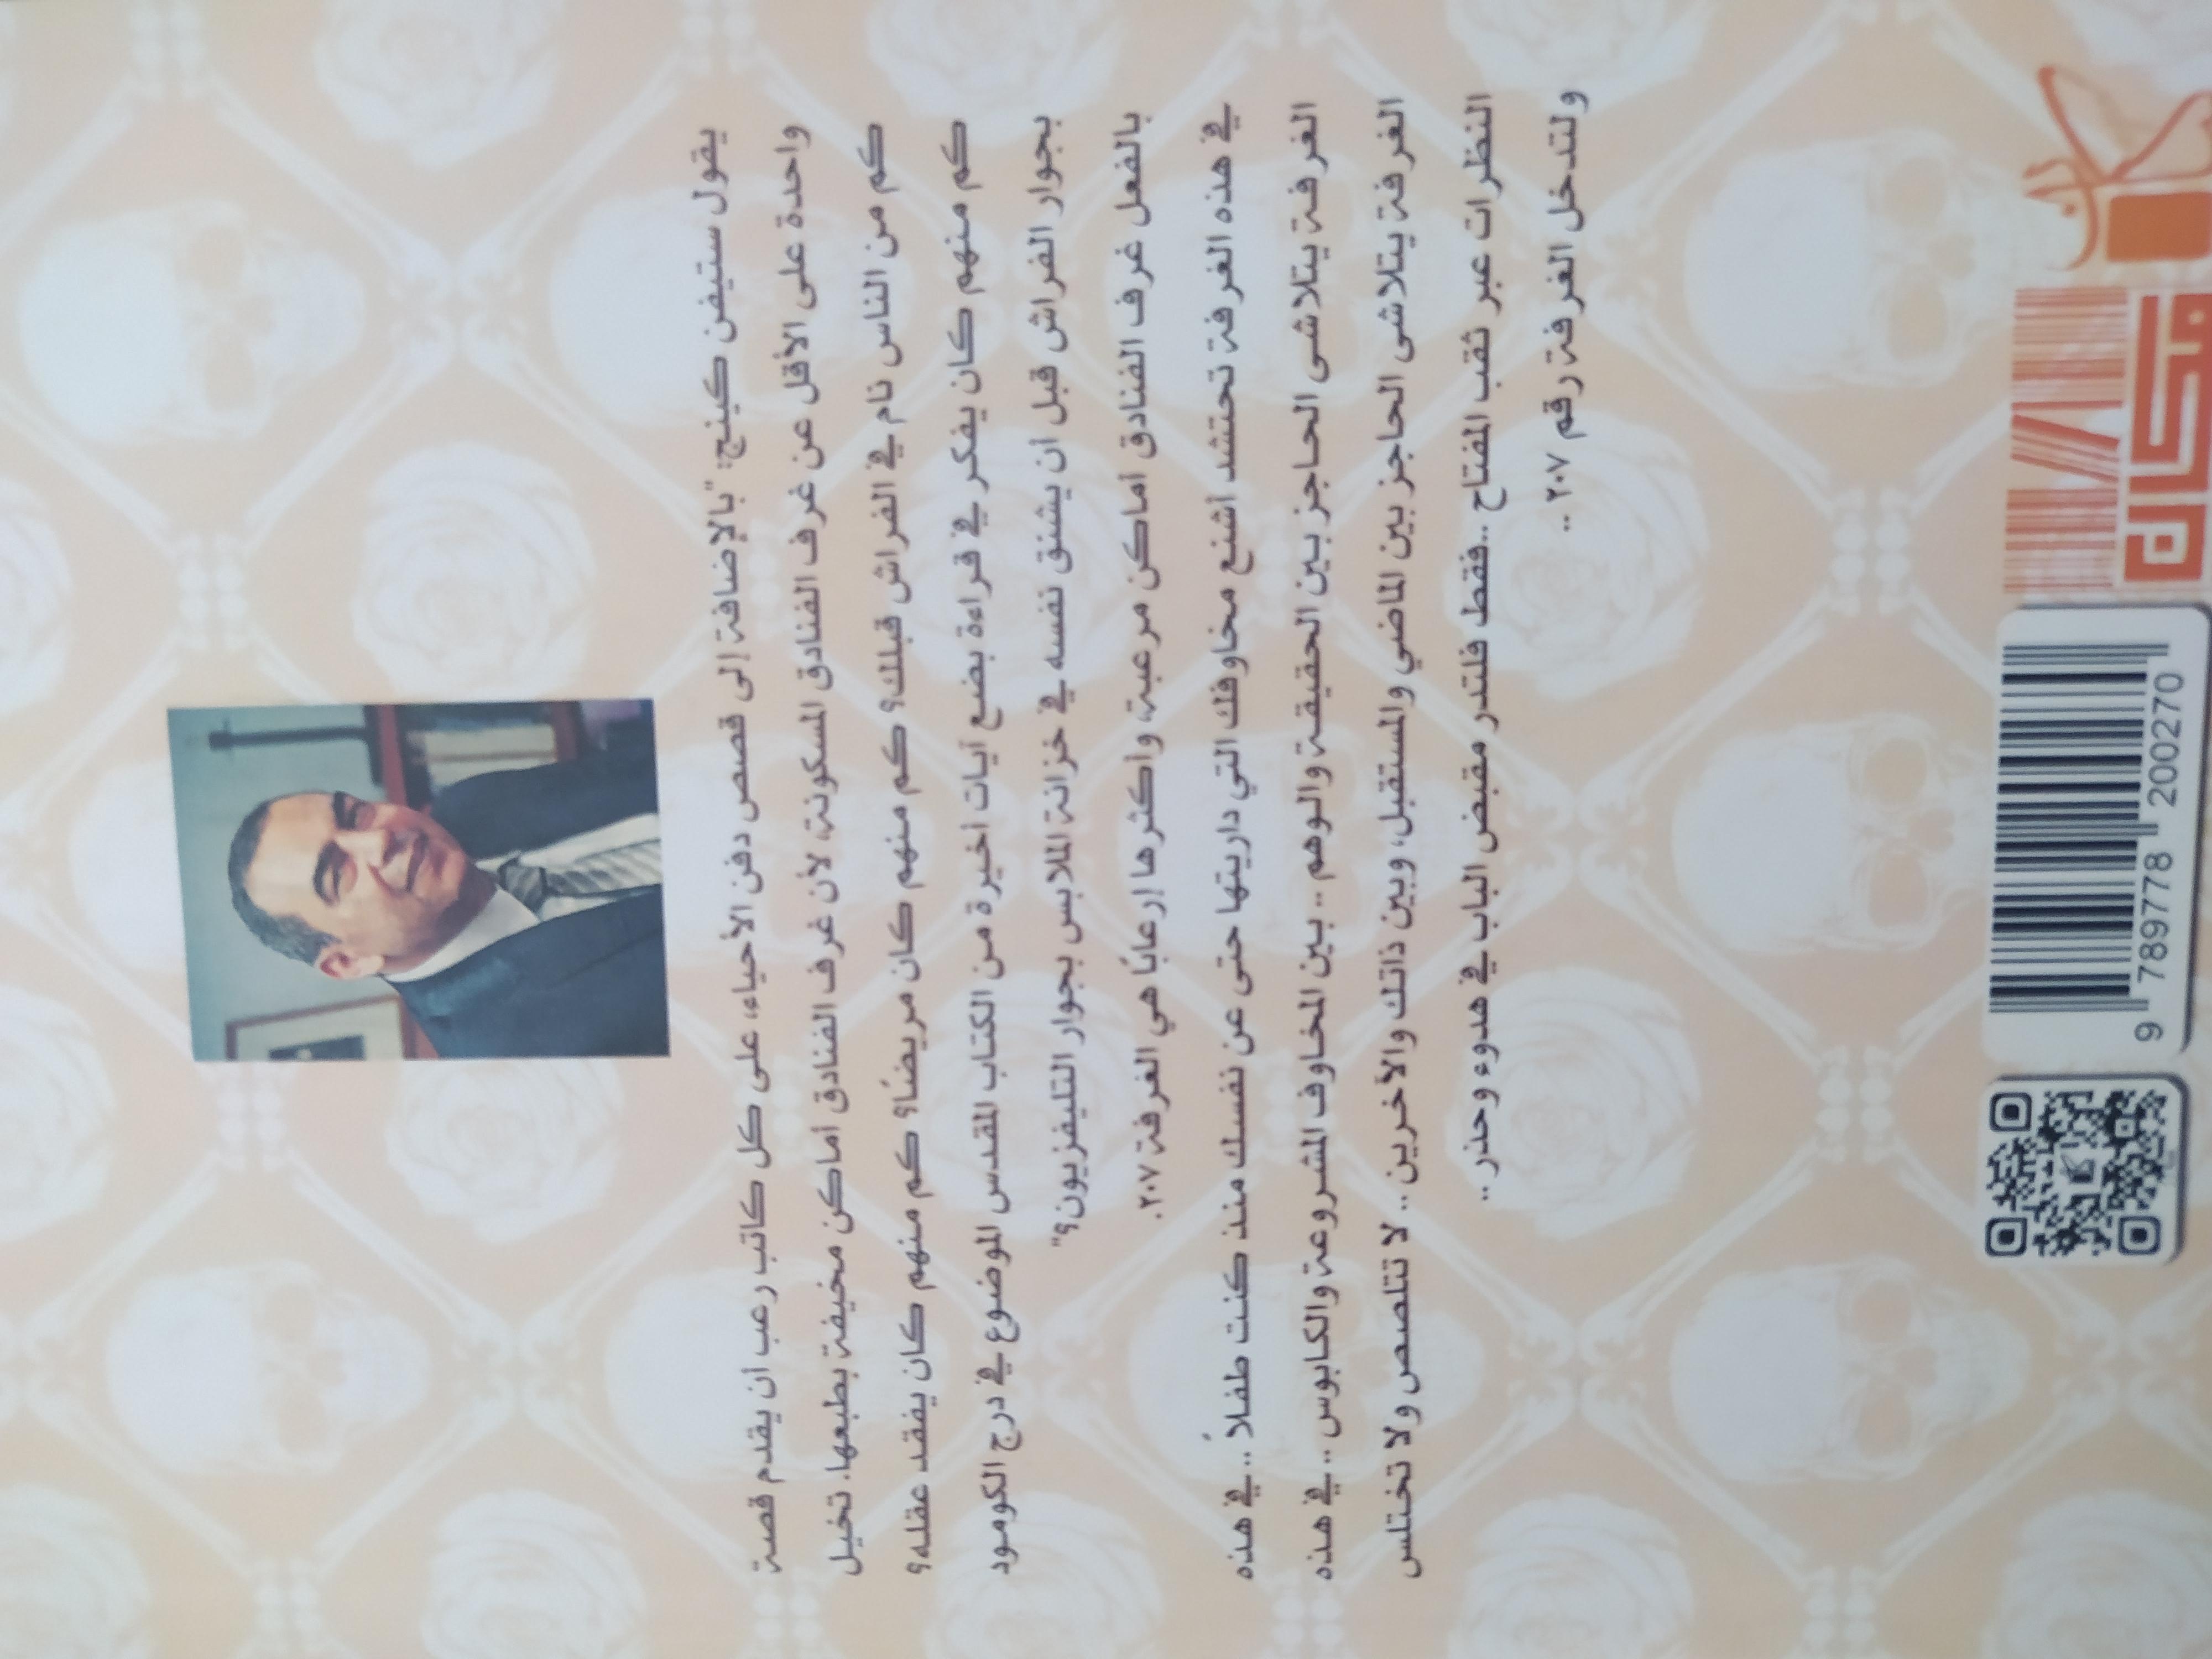 يقول ستيفن كينج: "بالإضافة إلى قصص دفن الأحياء، على كل كاتب رعب أن يقدم قصة
واحدة على الأقل عن غرف الفنادق المسكونة، لأن غرف الفنادق أماكن مخيفة بطبعها. تخيل
كم من الناس نام في الفراش قبلك؟ كم منهم كان مريضًا؟ كم منهم كان يفقد عقله؟
كم منهم كان يفكر في قراءة بضع آيات أخيرة من الكتاب المقدس الموضوع في درج الكومود
بجوار الفراش قبل أن يشنق نفسه في خزانة الملابس بجوار التليفزيون؟"
بالفعل غرف الفنادق أماكن مرعبة، وأكثرها إرعابًا هي الغرفة ٢٠٧.
في هذه الغرفة تحتشد أشنع مخاوفك التي داريتها حتى عن نفسك منذ كنت طفلاً .. في هذه
الغرفة يتلاشى الحاجز بين الحقيقة والوهم .. بين المخاوف المشروعة والكابوس .. في هذه
الغرفة يتلاشى الحاجز بين الماضي والمستقبل، وبين ذاتك والآخرين .. لا تتلصص ولا تختلس
النظرات عبر ثقب المفتاح ..فقط فلتدر مقبض الباب في هدوء وحذر ..
ولتدخل الغرفة رقم ٢٠٧ ..
9 789778 200270
مكان
كيان